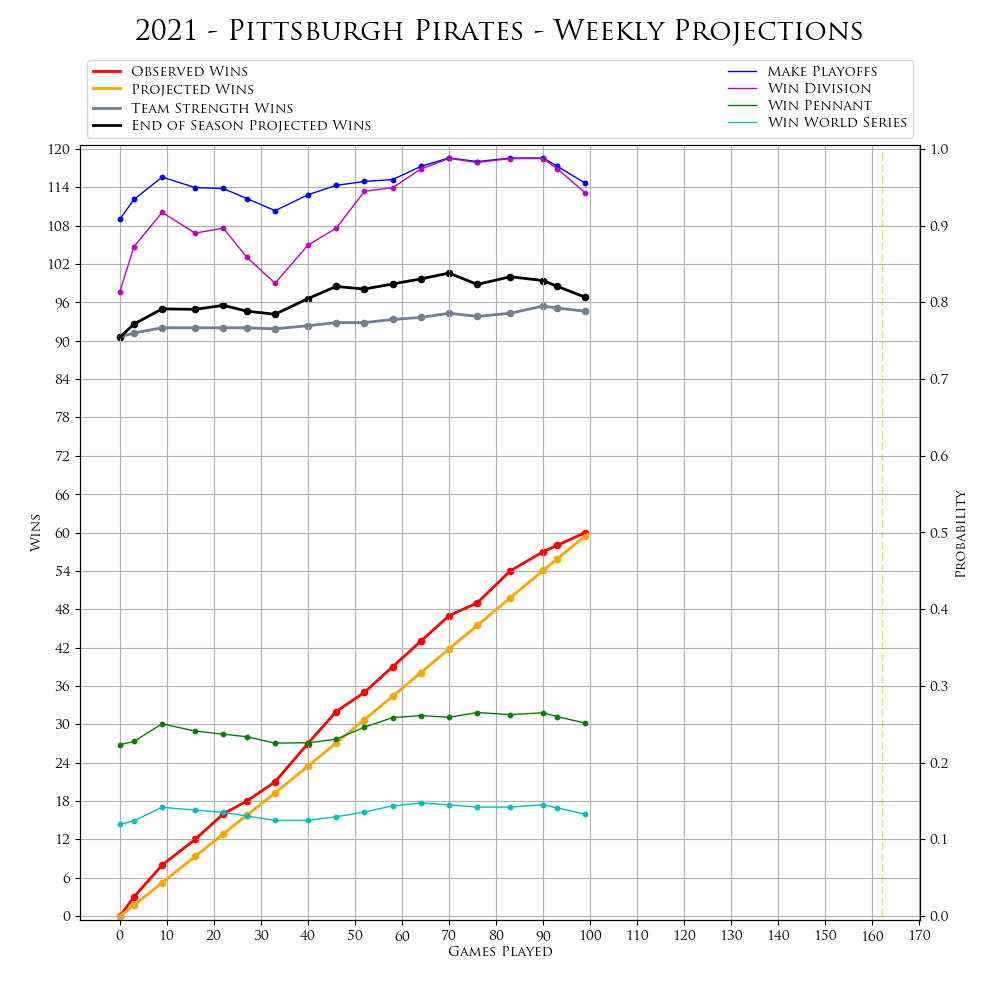 2021 - Pittsburgh Pirates - Weekly Projections
Observed Wins
Projected Wins
Team Strength Wins
End of Season Projected Wins
Make Playoffs
Win Division
Win Pennant
Win World Series
120
114
108
102
96
90
84
78
72
66
60
54
48
42
36
30
24
18
12
6
0
Wins
1.0
0.9
0.8
0.7
0.6
0.5
0.4
0.3
0.2
0.1
0.0
Probability
0 10 20 30 40 50 60 70 80 90 100 110 120 130 140 150 160 170
Games Played